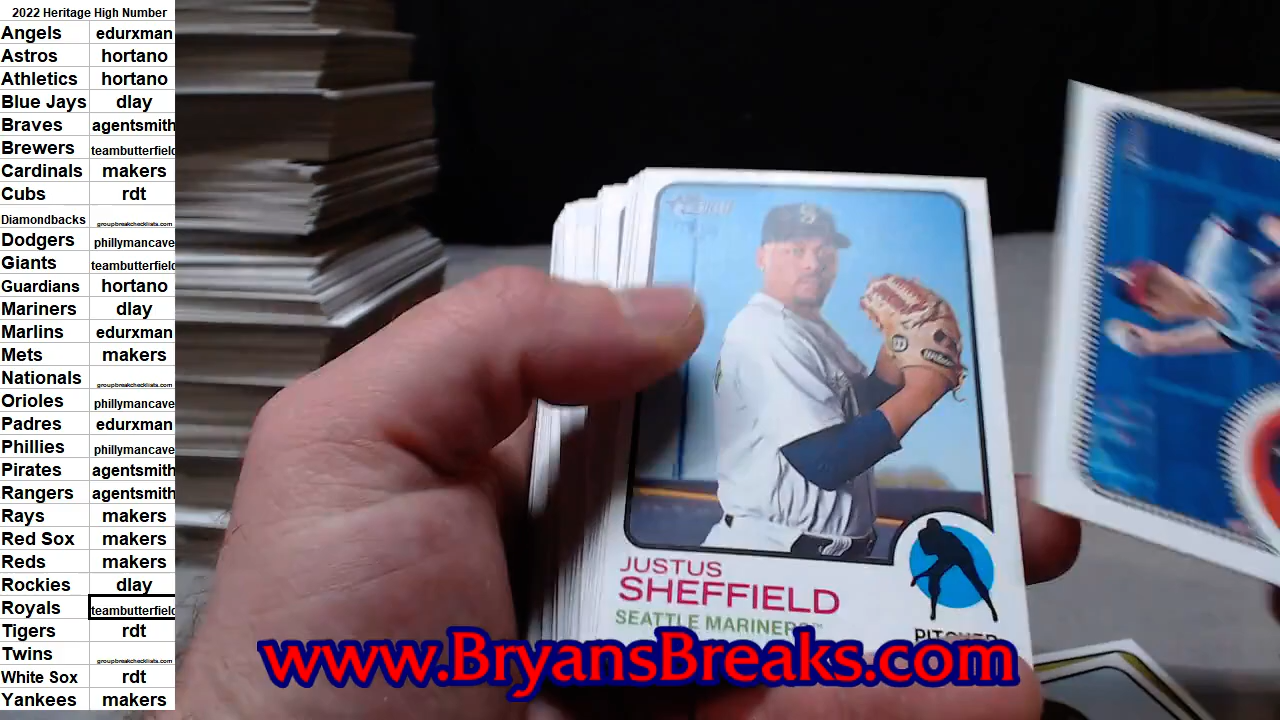 2022 Heritage High Number
Angels edurxman
Astros hortano
Athletics hortano
Blue Jays dlay
Braves agentsmith
Brewers teambutterfield
Cardinals makers
Cubs rdt
Diamondbacks groupbreakchecklists.com
Dodgers phillymancave
Giants teambutterfield
Guardians hortano
Mariners dlay
Marlins edurxman
Mets makers
Nationals groupbreakchecklists.com
Orioles phillymancave
Padres edurxman
Phillies phillymancave
Pirates agentsmith
Rangers agentsmith
Rays makers
Red Sox makers
Reds makers
Rockies dlay
Royals teambutterfield
Tigers rdt
Twins groupbreakchecklists.com
White Sox rdt
Yankees makers
JUSTUS
SHEFFIELD
SEATTLE MARINERS™
PITCHER
www.BryansBreaks.com